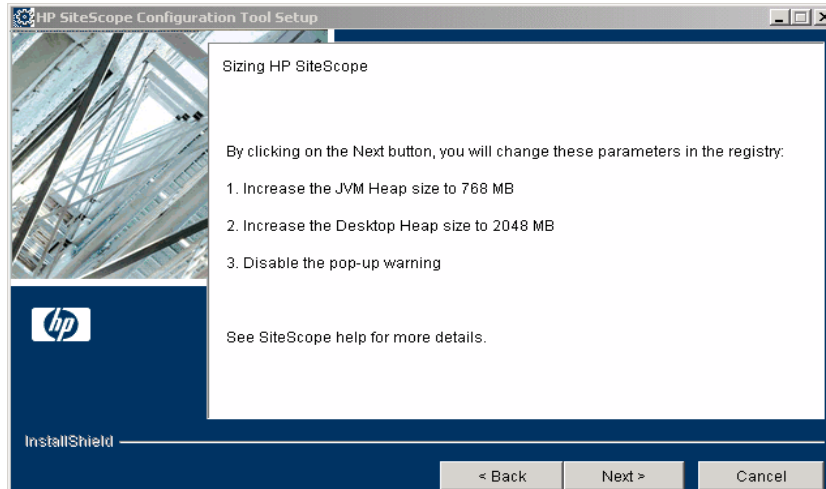 HP SiteScope Configuration Tool Setup
Sizing HP SiteScope
By clicking on the Next button, you will change these parameters in the registry:
1. Increase the JVM Heap size to 768 MB
2. Increase the Desktop Heap size to 2048 MB
3. Disable the pop-up warning
hp
See SiteScope help for more details.
InstallShield
< Back
Next >
Cancel